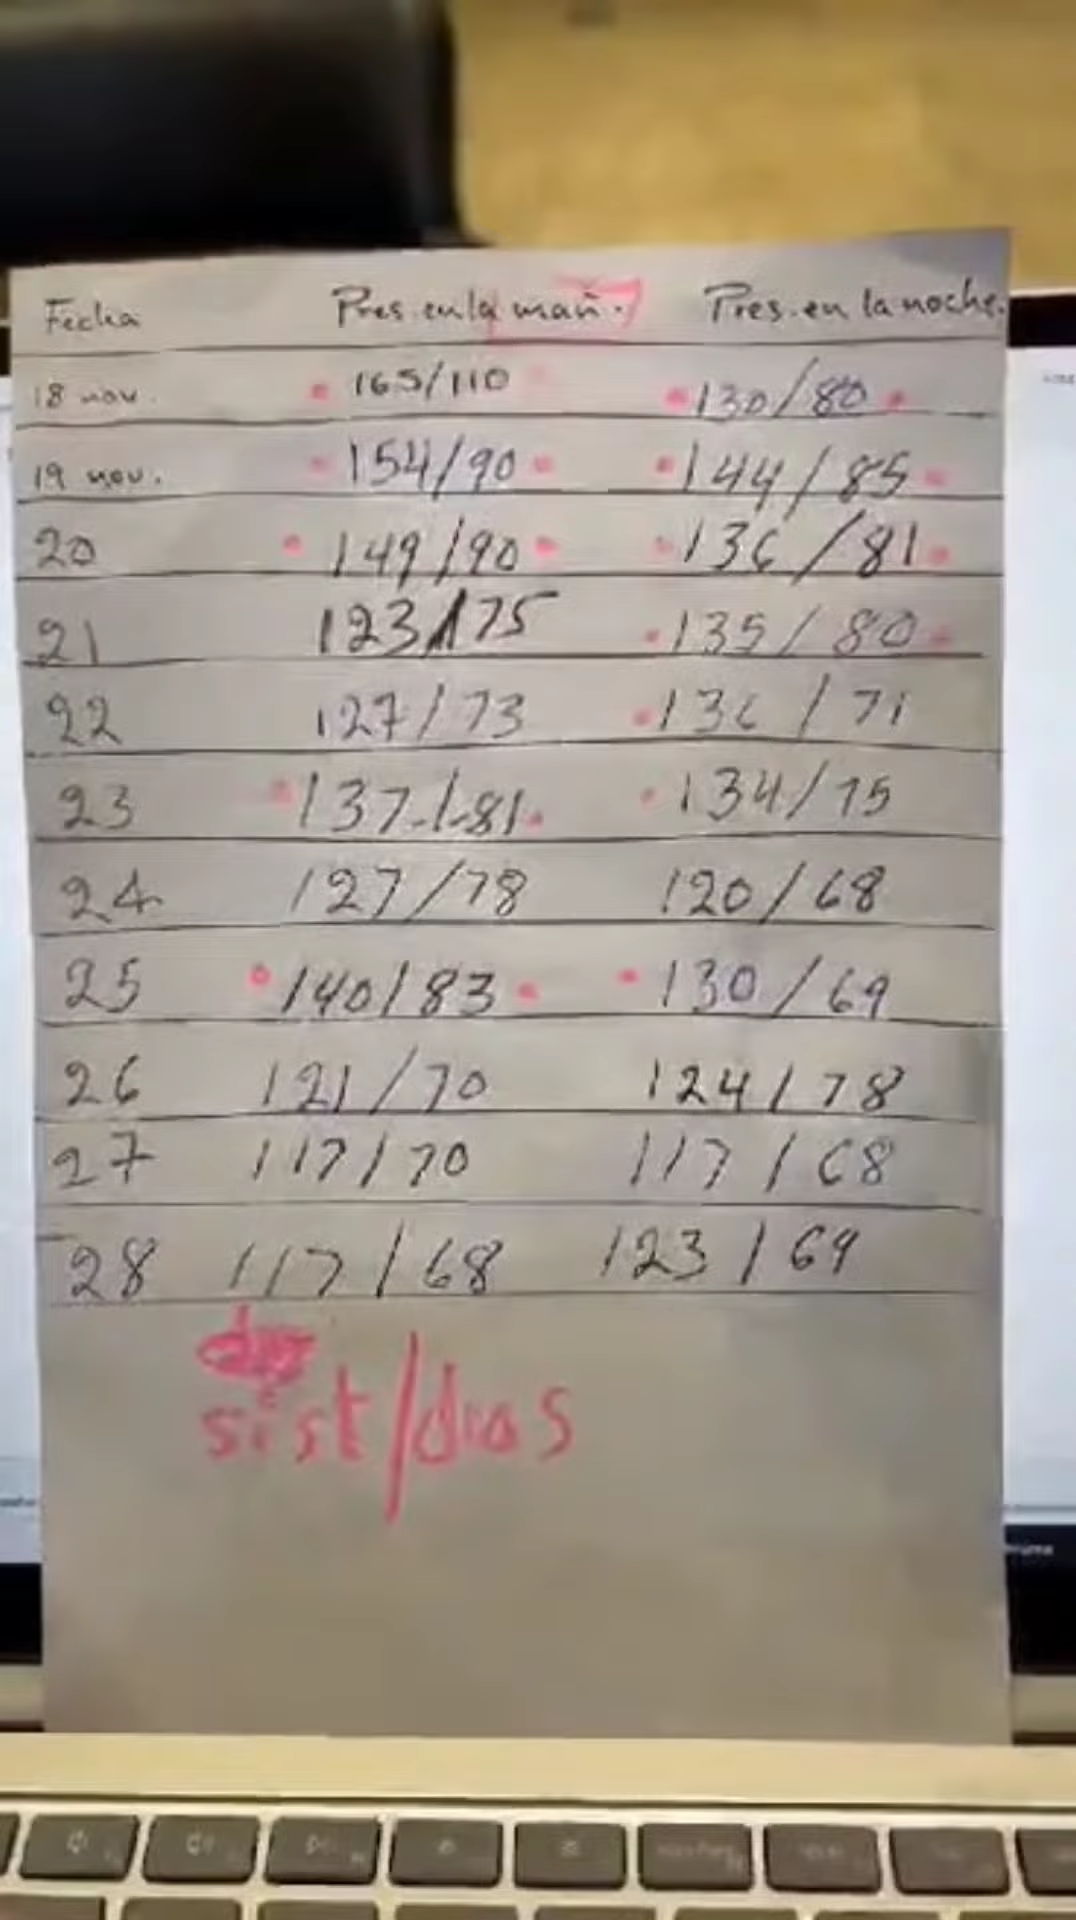 Fecha Pres. en la mañ. Pres. en la noche.
18 nov. 165/110 130/80
19 nov. 154/90 144/85
20 149/90 136/81
21 123/75 135/80
22 127/73 136/71
23 137/81 134/75
24 127/78 120/68
25 140/83 130/69
26 121/70 124/78
27 117/70 117/68
28 117/68 123/69
sist/dias